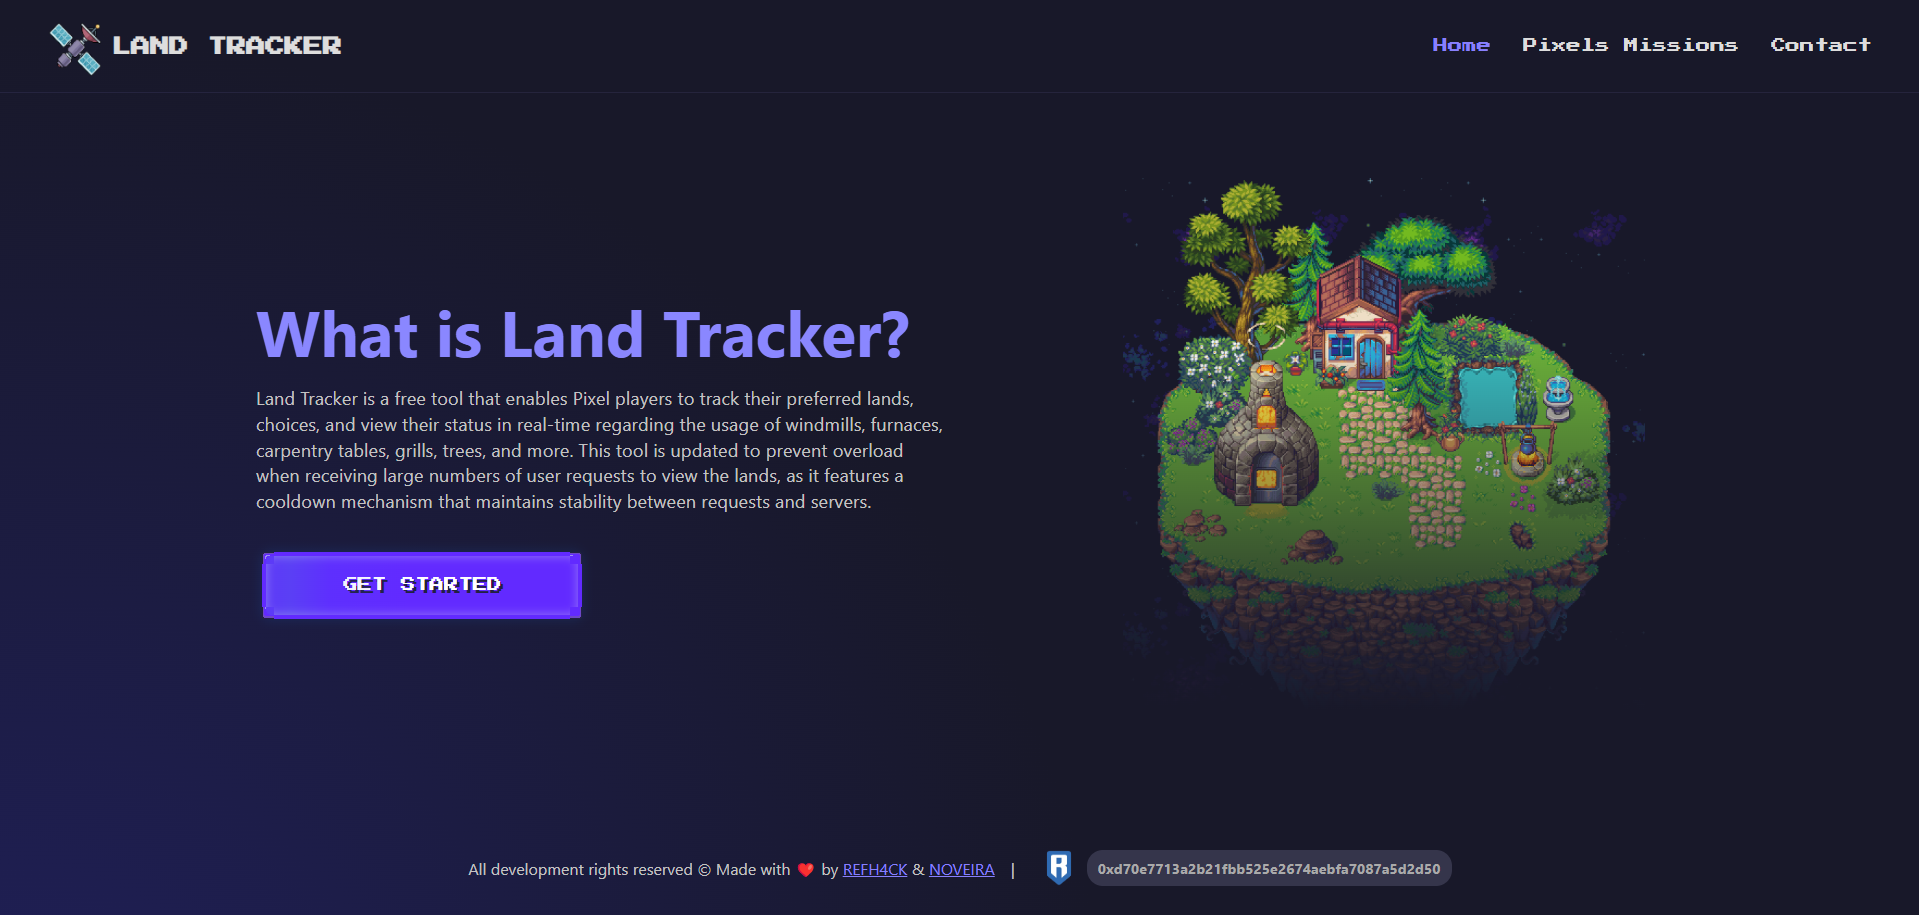 LAND TRACKER
Home Pixels Missions Contact
What is Land Tracker?
Land Tracker is a free tool that enables Pixel players to track their preferred lands,
choices, and view their status in real-time regarding the usage of windmills, furnaces,
carpentry tables, grills, trees, and more. This tool is updated to prevent overload
when receiving large numbers of user requests to view the lands, as it features a
cooldown mechanism that maintains stability between requests and servers.
GET STARTED
All development rights reserved © Made with ❤️ by REFH4CK & NOVEIRA | R 0xd70e7713a2b21fbb525e2674aebfa7087a5d2d50